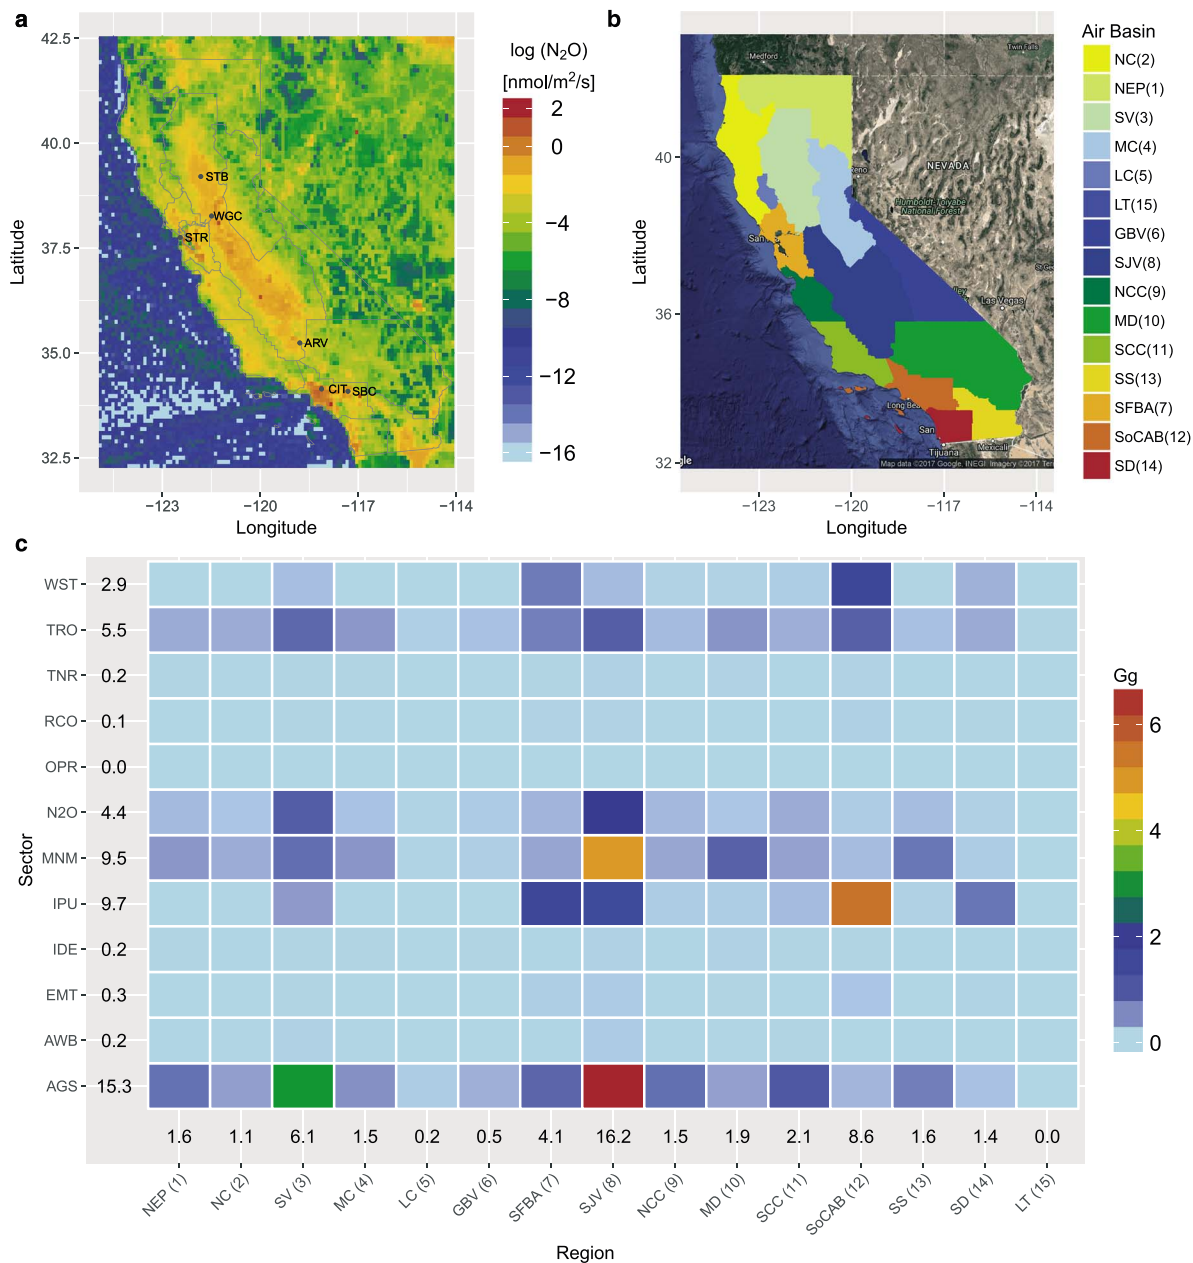 a
log (N₂O)
[nmol/m²/s]
42.5
40.0
37.5
35.0
32.5
Latitude
−123
−120
−117
−114
Longitude
STB
WGC
STR
ARV
CIT
SBC
2
0
−4
−8
−12
−16
b
Latitude
40
36
32
−123
−120
−117
−114
Longitude
Medford
Twin Falls
NEVADA
Humboldt-Toiyabe
National Forest
Las Vegas
San
Long Bea
San
Tijuana
Mexicali
Map data ©2017 Google, INEGI Imagery ©2017 Ter
Air Basin
NC(2)
NEP(1)
SV(3)
MC(4)
LC(5)
LT(15)
GBV(6)
SJV(8)
NCC(9)
MD(10)
SCC(11)
SS(13)
SFBA(7)
SoCAB(12)
SD(14)
c
Sector
WST 2.9
TRO 5.5
TNR 0.2
RCO 0.1
OPR 0.0
N2O 4.4
MNM 9.5
IPU 9.7
IDE 0.2
EMT 0.3
AWB 0.2
AGS 15.3
1.6 1.1 6.1 1.5 0.2 0.5 4.1 16.2 1.5 1.9 2.1 8.6 1.6 1.4 0.0
NEP (1) NC (2) SV (3) MC (4) LC (5) GBV (6) SFBA (7) SJV (8) NCC (9) MD (10) SCC (11) SoCAB (12) SS (13) SD (14) LT (15)
Region
Gg
6
4
2
0